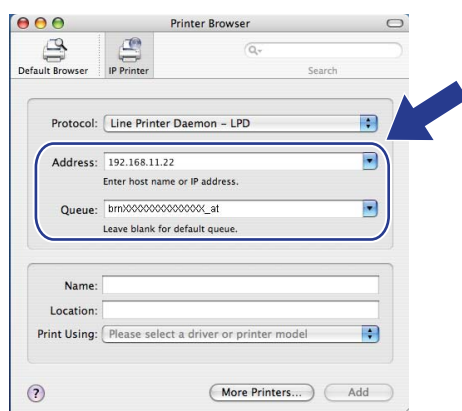 Printer Browser
Default Browser
IP Printer
Search
Protocol: Line Printer Daemon – LPD
Address: 192.168.11.22
Enter host name or IP address.
Queue: brnXXXXXXXXXXXX_at
Leave blank for default queue.
Name:
Location:
Print Using: Please select a driver or printer model
? More Printers... Add